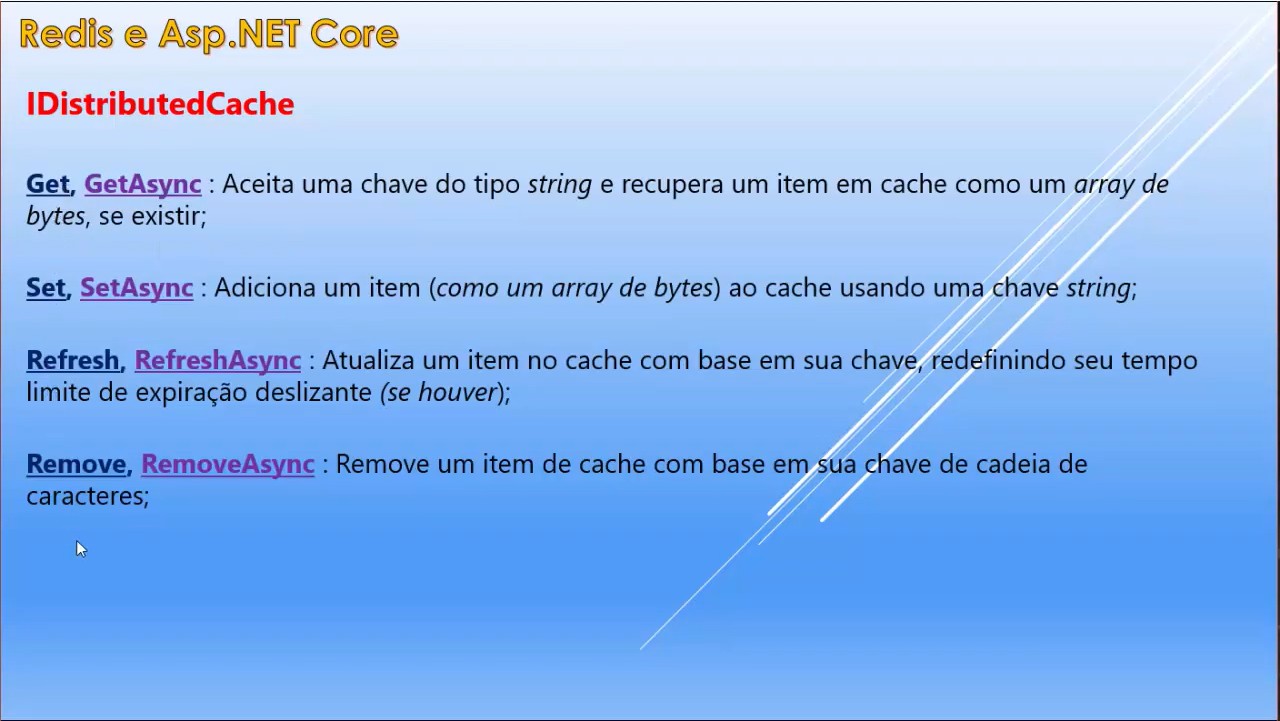 Redis e Asp.NET Core
IDistributedCache
Get, GetAsync : Aceita uma chave do tipo string e recupera um item em cache como um array de
bytes, se existir;
Set, SetAsync : Adiciona um item (como um array de bytes) ao cache usando uma chave string;
Refresh, RefreshAsync : Atualiza um item no cache com base em sua chave, redefinindo seu tempo
limite de expiração deslizante (se houver);
Remove, RemoveAsync : Remove um item de cache com base em sua chave de cadeia de
caracteres;